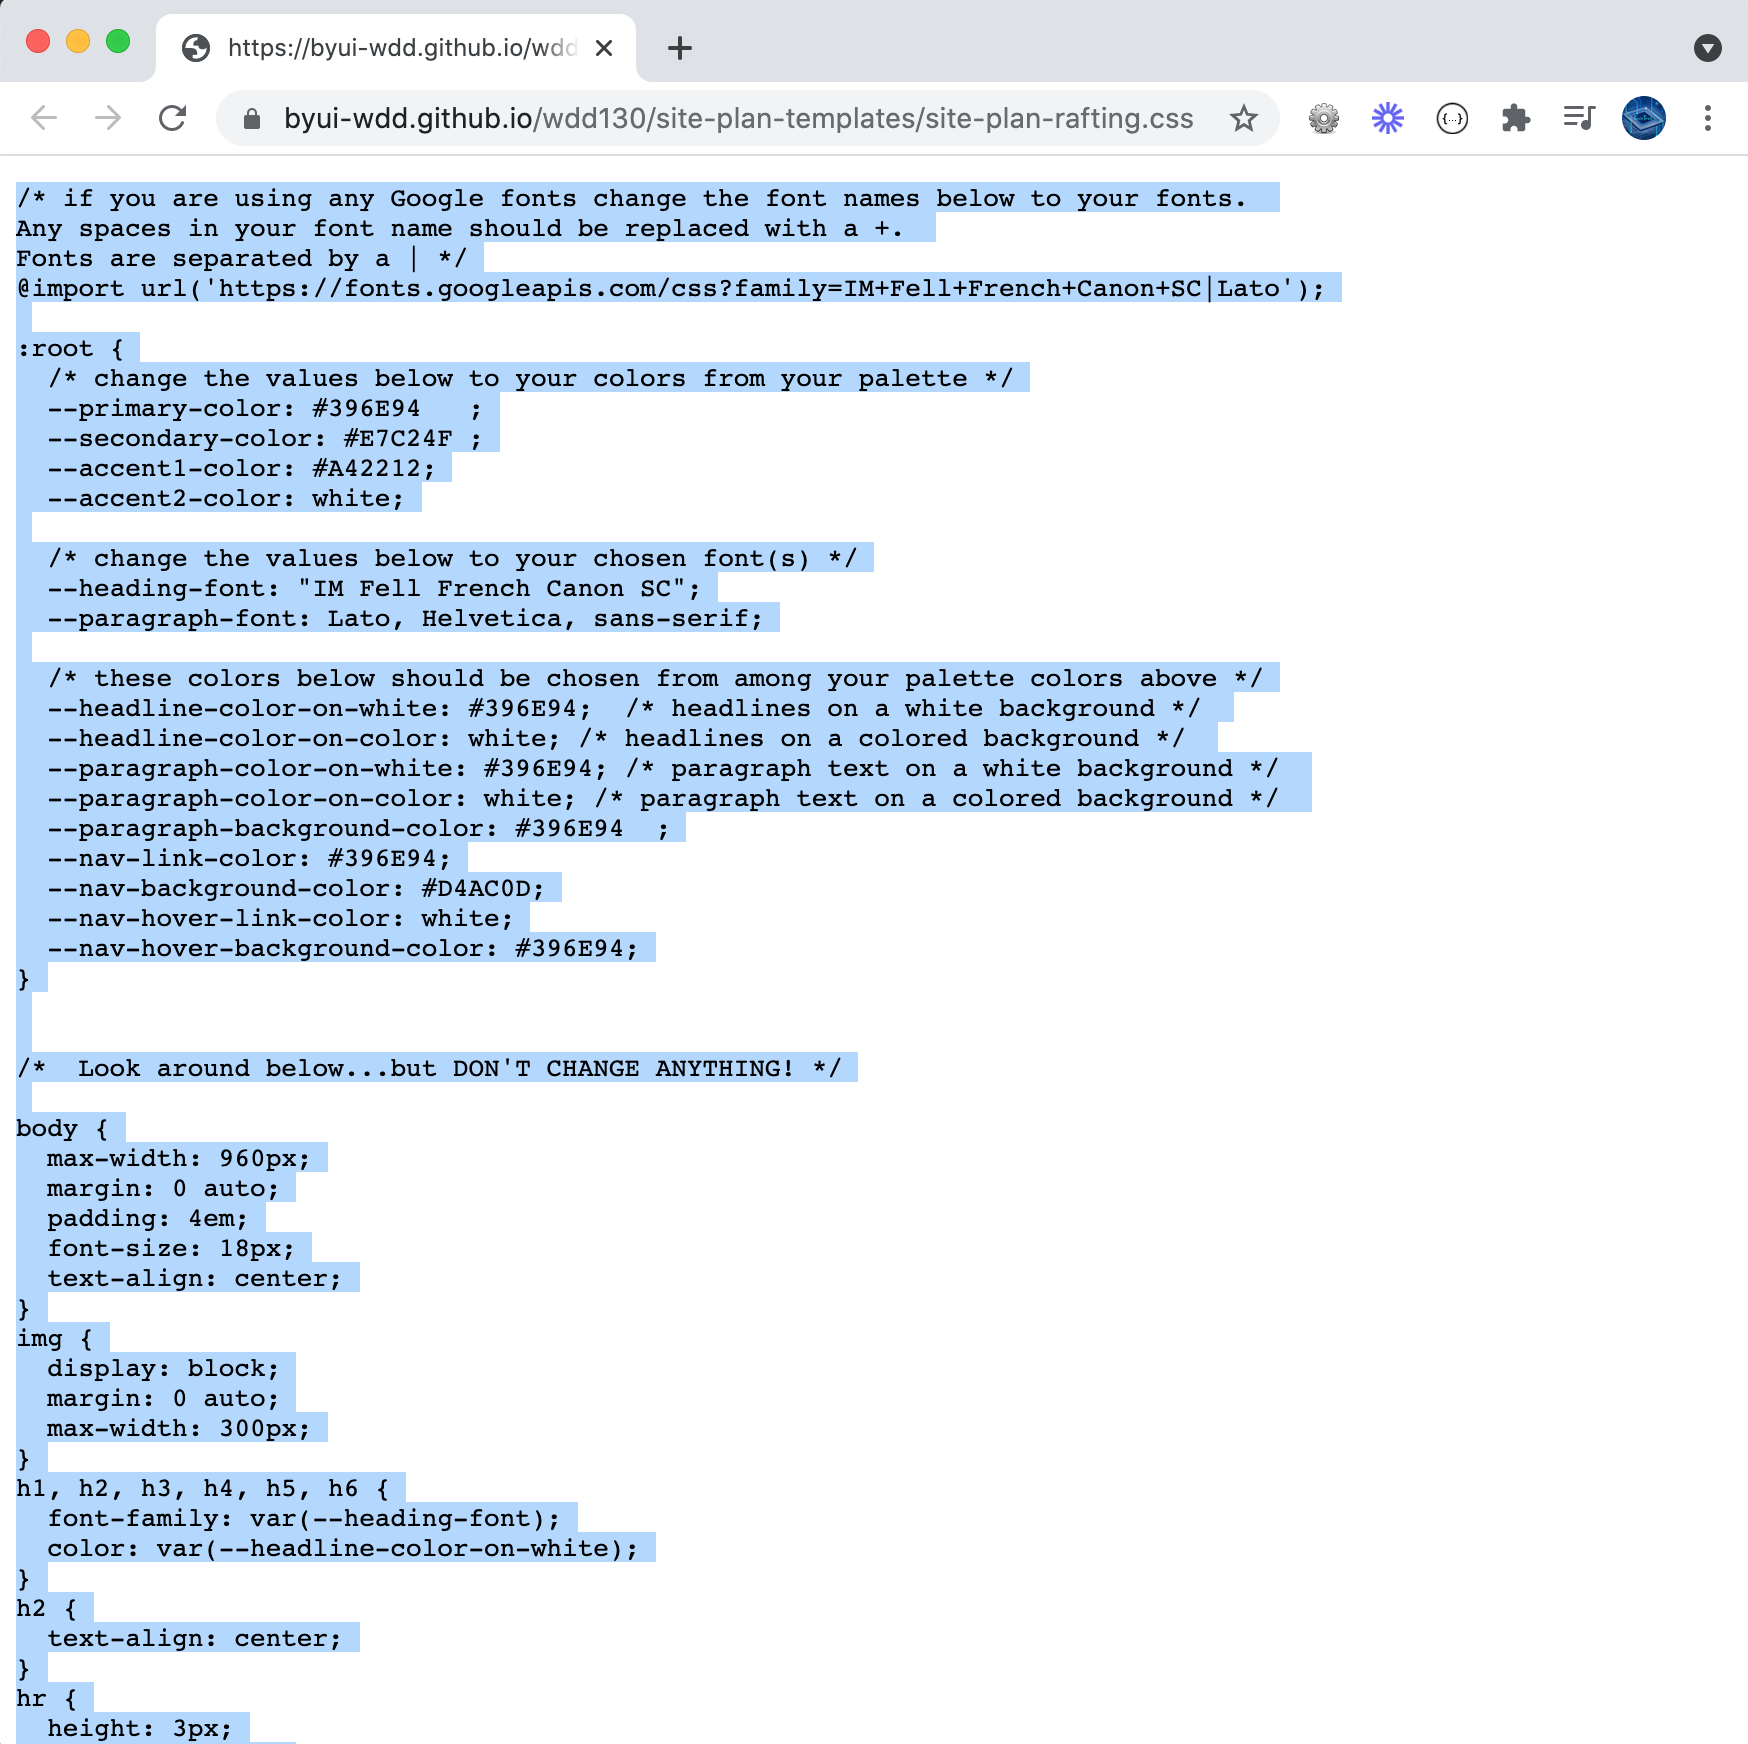 https://byui-wdd.github.io/wdd
byui-wdd.github.io/wdd130/site-plan-templates/site-plan-rafting.css
{...}
/* if you are using any Google fonts change the font names below to your fonts.
Any spaces in your font name should be replaced with a +.
Fonts are separated by a | */
@import url('https://fonts.googleapis.com/css?family=IM+Fell+French+Canon+SC|Lato');
:root {
  /* change the values below to your colors from your palette */
  --primary-color: #396E94   ;
  --secondary-color: #E7C24F ;
  --accent1-color: #A42212;
  --accent2-color: white;
  /* change the values below to your chosen font(s) */
  --heading-font: "IM Fell French Canon SC";
  --paragraph-font: Lato, Helvetica, sans-serif;
  /* these colors below should be chosen from among your palette colors above */
  --headline-color-on-white: #396E94;  /* headlines on a white background */
  --headline-color-on-color: white; /* headlines on a colored background */
  --paragraph-color-on-white: #396E94; /* paragraph text on a white background */
  --paragraph-color-on-color: white; /* paragraph text on a colored background */
  --paragraph-background-color: #396E94  ;
  --nav-link-color: #396E94;
  --nav-background-color: #D4AC0D;
  --nav-hover-link-color: white;
  --nav-hover-background-color: #396E94;
}
/*  Look around below...but DON'T CHANGE ANYTHING! */
body {
  max-width: 960px;
  margin: 0 auto;
  padding: 4em;
  font-size: 18px;
  text-align: center;
}
img {
  display: block;
  margin: 0 auto;
  max-width: 300px;
}
h1, h2, h3, h4, h5, h6 {
  font-family: var(--heading-font);
  color: var(--headline-color-on-white);
}
h2 {
  text-align: center;
}
hr {
  height: 3px;